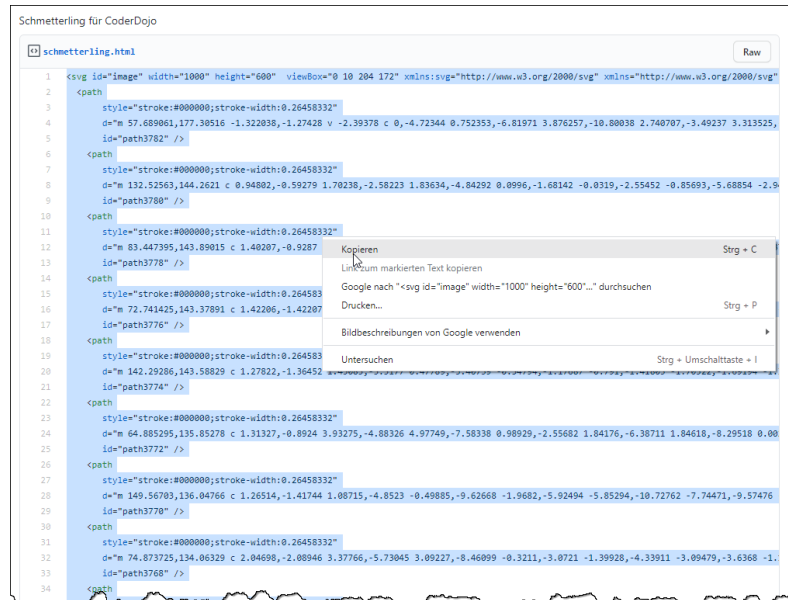 Schmetterling für CoderDojo
schmetterling.html
Raw
1 <svg id="image" width="1000" height="600" viewBox="0 10 204 172" xmlns:svg="http://www.w3.org/2000/svg" xmlns="http://www.w3.org/2000/svg"
2 <path
3 style="stroke:#000000;stroke-width:0.26458332"
4 d="m 57.689061,177.30516 -1.322038,-1.27428 v -2.39378 c 0,-4.72344 0.752353,-6.81971 3.876257,-10.80038 2.740707,-3.49237 3.313525,
5 id="path3782" />
6 <path
7 style="stroke:#000000;stroke-width:0.26458332"
8 d="m 132.52563,144.2621 c 0.94802,-0.59279 1.70238,-2.58223 1.83634,-4.84292 0.0996,-1.68142 -0.0319,-2.55452 -0.85693,-5.68854 -2.9
9 id="path3780" />
10 <path
11 style="stroke:#000000;stroke-width:0.26458332"
12 d="m 83.447395,143.89015 c 1.40207,-0.9287
13 id="path3778" />
14 <path
15 style="stroke:#000000;stroke-width:0.26458
16 d="m 72.741425,143.37891 c 1.42206,-1.42207
17 id="path3776" />
18 <path
19 style="stroke:#000000;stroke-width:0.26458
20 d="m 142.29286,143.58829 c 1.27822,-1.36452
21 id="path3774" />
22 <path
23 style="stroke:#000000;stroke-width:0.26458332"
24 d="m 64.885295,135.85278 c 1.31327,-0.8924 3.93275,-4.88326 4.97749,-7.58338 0.98929,-2.55682 1.84176,-6.38711 1.84618,-8.29518 0.00
25 id="path3772" />
26 <path
27 style="stroke:#000000;stroke-width:0.26458332"
28 d="m 149.56703,136.04766 c 1.26514,-1.41744 1.08715,-4.8523 -0.49885,-9.62668 -1.9682,-5.92494 -5.85294,-10.72762 -7.74471,-9.57476
29 id="path3770" />
30 <path
31 style="stroke:#000000;stroke-width:0.26458332"
32 d="m 74.873725,134.06329 c 2.04698,-2.08946 3.37766,-5.73045 3.09227,-8.46099 -0.3211,-3.0721 -1.39928,-4.33911 -3.09479,-3.6368 -1.
33 id="path3768" />
34 <path
Kopieren Strg + C
Link zum markierten Text kopieren
Google nach "<svg id="image" width="1000" height="600"..." durchsuchen
Drucken... Strg + P
Bildbeschreibungen von Google verwenden
Untersuchen Strg + Umschalttaste + I